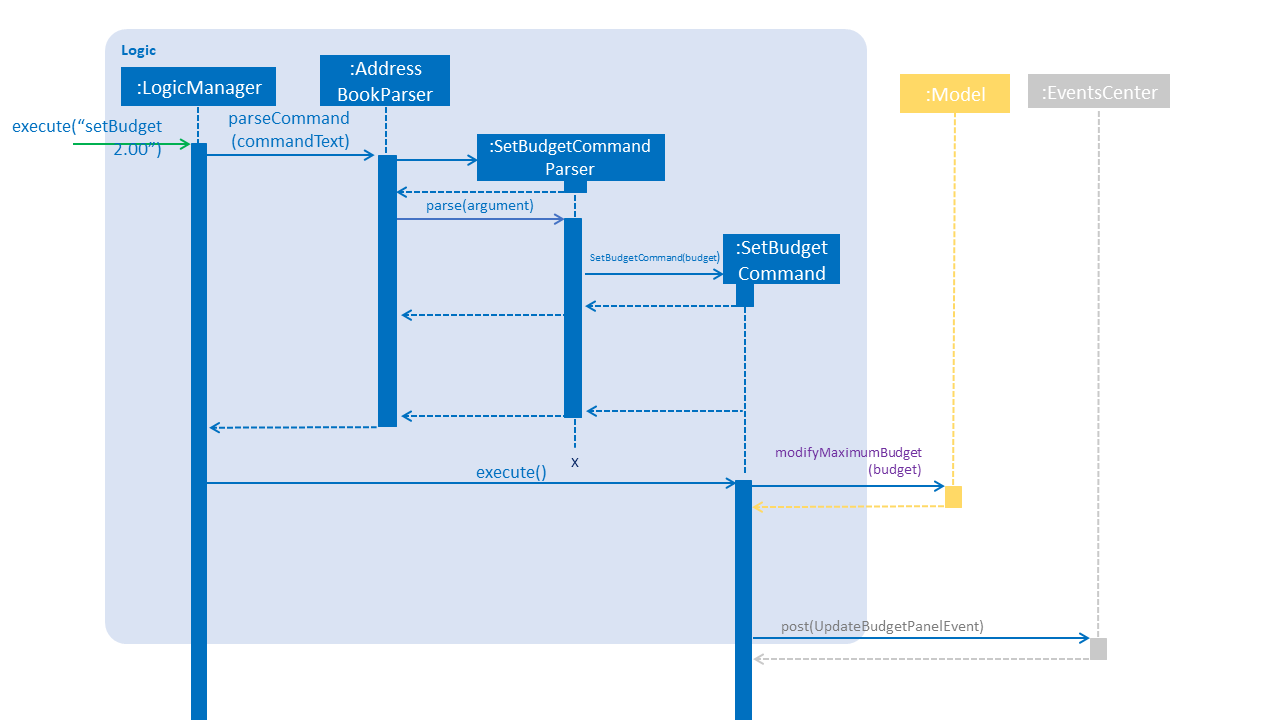 Logic
:LogicManager
:Address
BookParser
:Model
:EventsCenter
execute(“setBudget
2.00”)
parseCommand
(commandText)
:SetBudgetCommand
Parser
parse(argument)
:SetBudget
Command
SetBudgetCommand(budget)
x
execute()
modifyMaximumBudget
(budget)
post(UpdateBudgetPanelEvent)